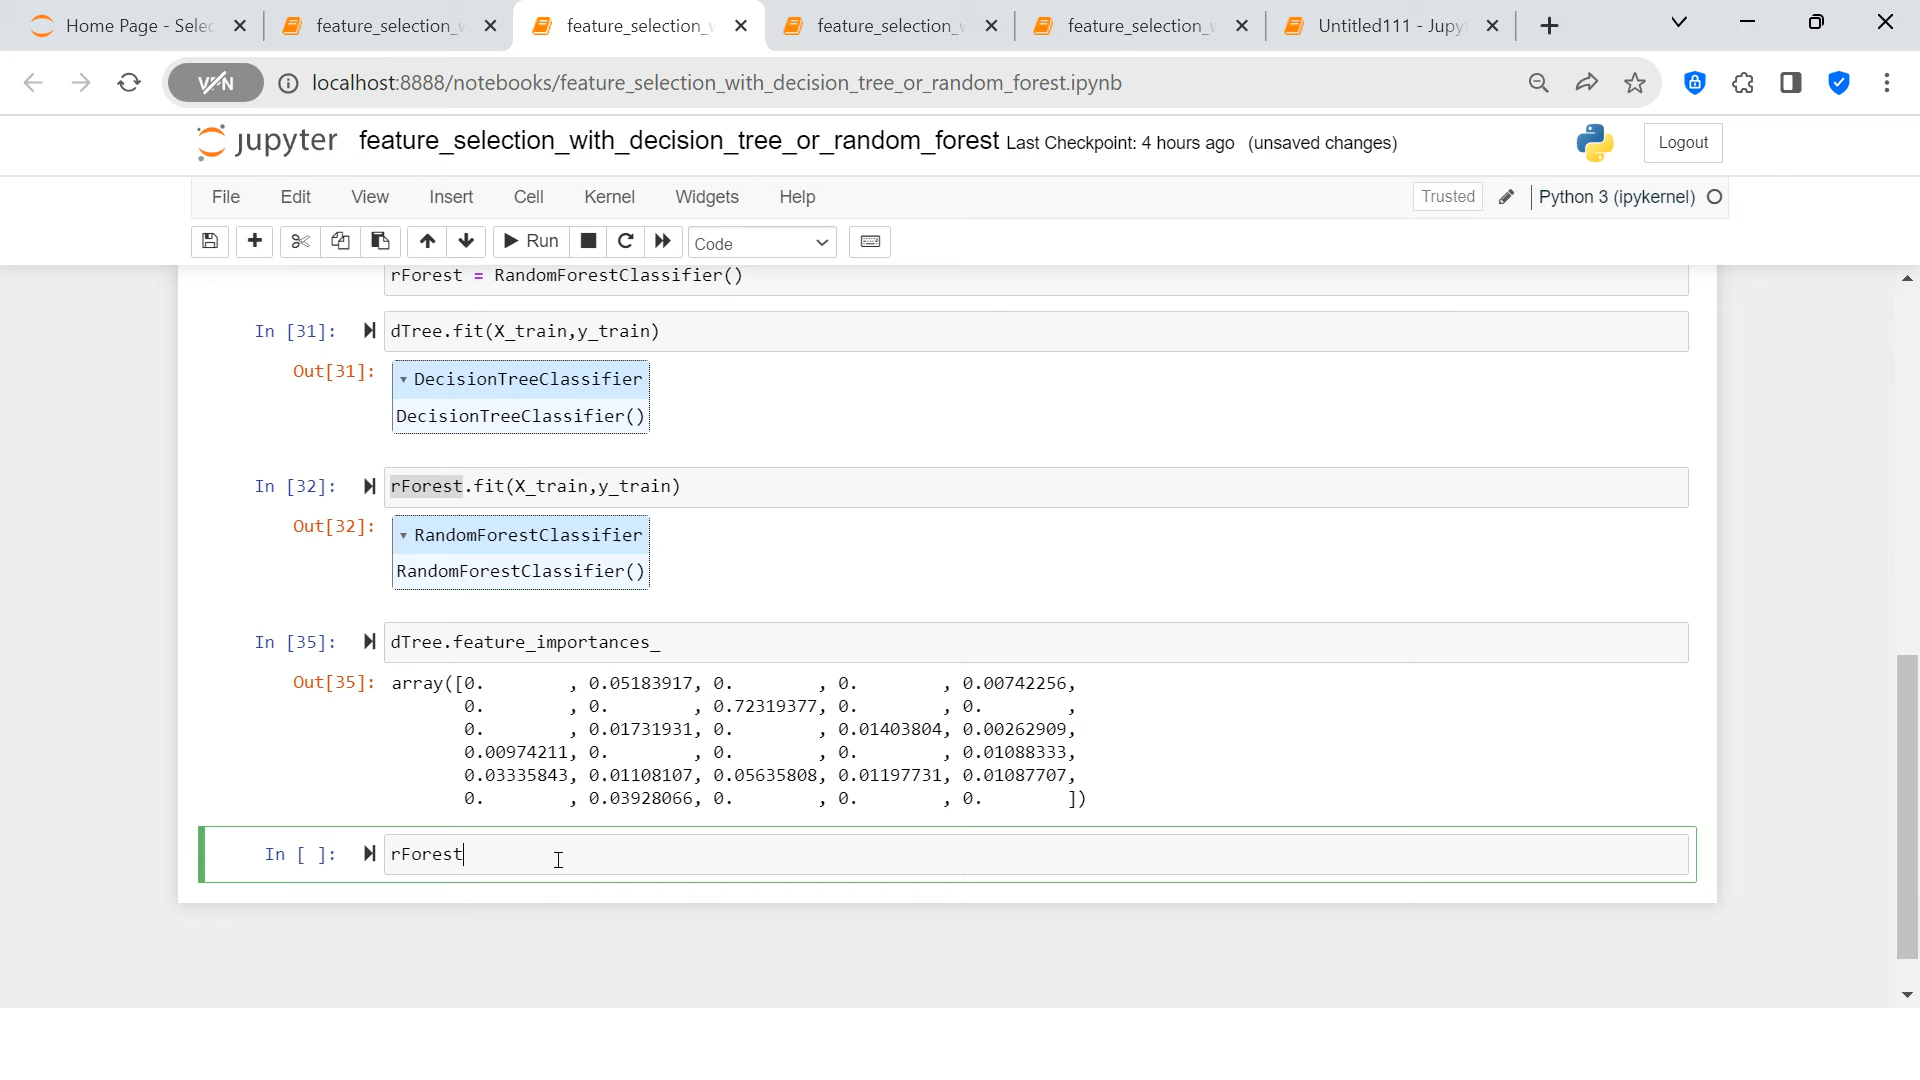 Home Page - Selec
feature_selection_
feature_selection_
feature_selection_
feature_selection_
Untitled111 - Jupy
VPN
localhost:8888/notebooks/feature_selection_with_decision_tree_or_random_forest.ipynb
jupyter feature_selection_with_decision_tree_or_random_forest Last Checkpoint: 4 hours ago (unsaved changes)
Logout
File Edit View Insert Cell Kernel Widgets Help
Trusted Python 3 (ipykernel)
Run Code
rForest = RandomForestClassifier()
In [31]: dTree.fit(X_train,y_train)
Out[31]: DecisionTreeClassifier
DecisionTreeClassifier()
In [32]: rForest.fit(X_train,y_train)
Out[32]: RandomForestClassifier
RandomForestClassifier()
In [35]: dTree.feature_importances_
Out[35]: array([0. , 0.05183917, 0. , 0. , 0.00742256,
0. , 0. , 0.72319377, 0. , 0. ,
0. , 0.01731931, 0. , 0.01403804, 0.00262909,
0.00974211, 0. , 0. , 0. , 0.01088333,
0.03335843, 0.01108107, 0.05635808, 0.01197731, 0.01087707,
0. , 0.03928066, 0. , 0. , 0. ])
In [ ]: rForest